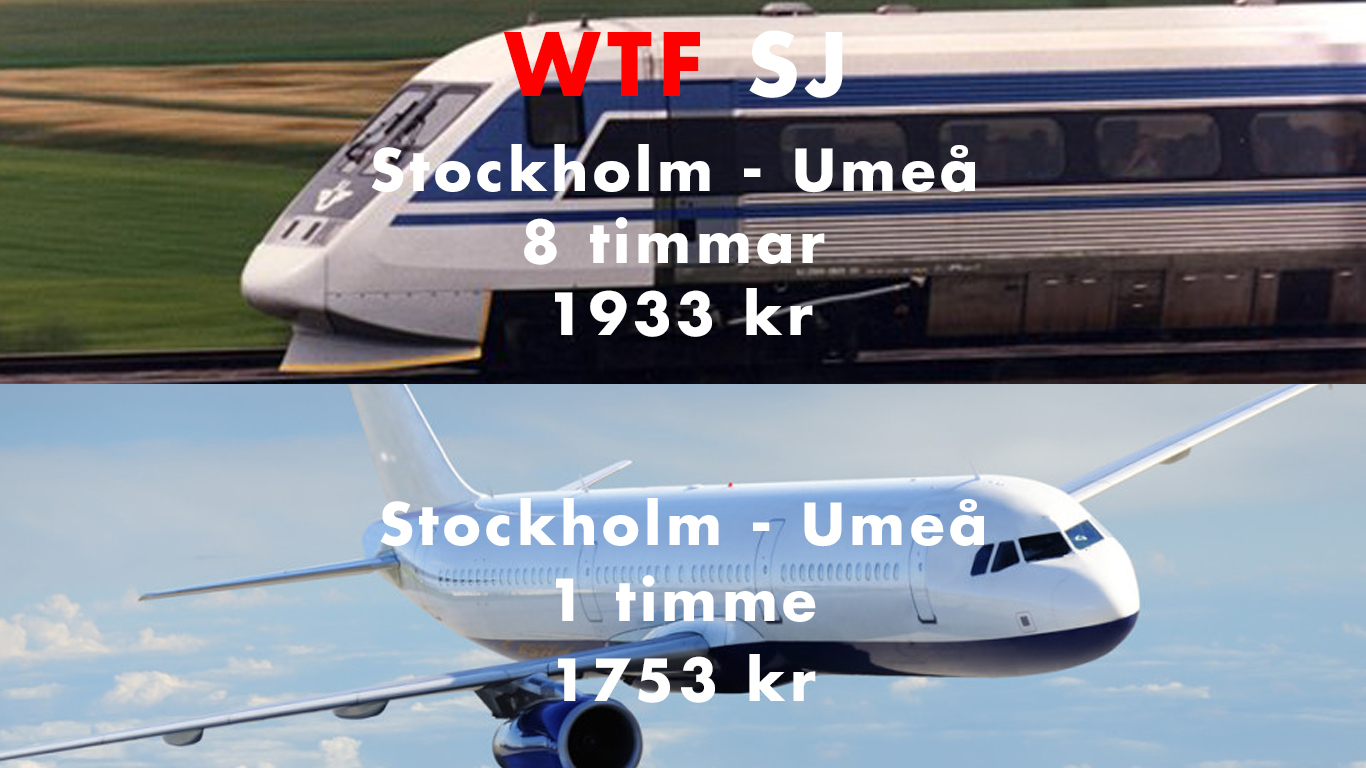 WTF SJ
Stockholm - Umeå
8 timmar
1933 kr
Stockholm - Umeå
1 timme
1753 kr